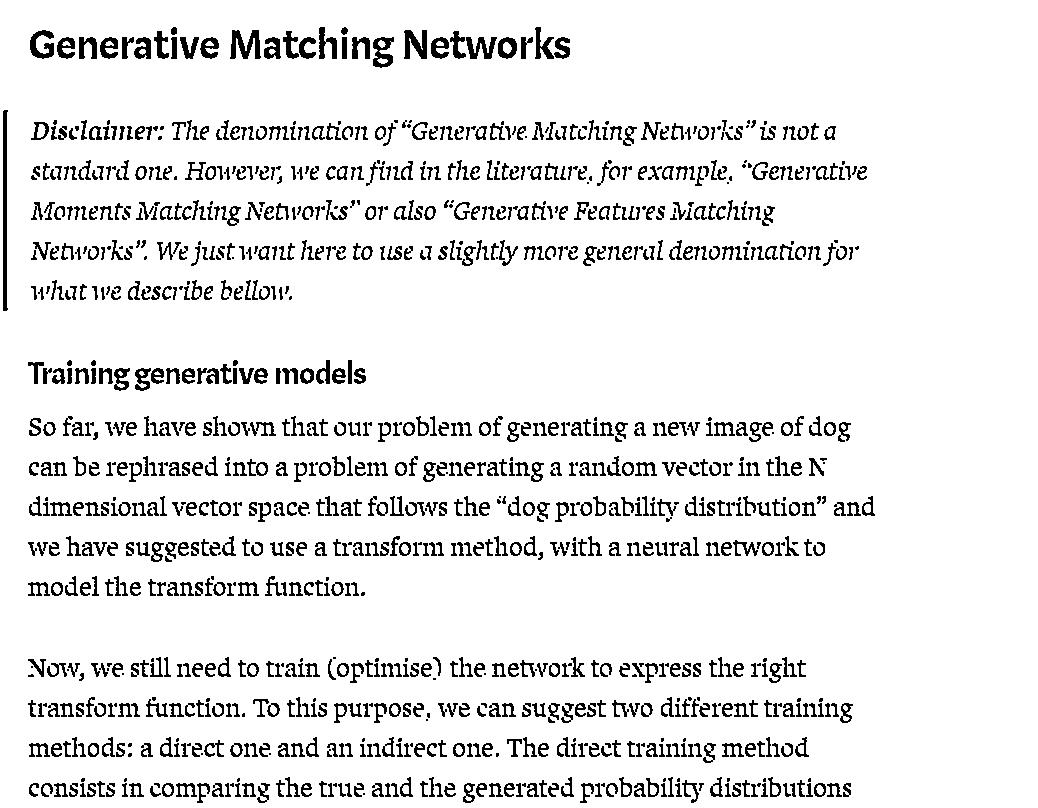 Generative Matching Networks
Disclaimer: The denomination of “Generative Matching Networks” is not a
standard one. However, we can find in the literature, for example, “Generative
Moments Matching Networks” or also “Generative Features Matching
Networks”. We just want here to use a slightly more general denomination for
what we describe bellow.
Training generative models
So far, we have shown that our problem of generating a new image of dog
can be rephrased into a problem of generating a random vector in the N
dimensional vector space that follows the “dog probability distribution” and
we have suggested to use a transform method, with a neural network to
model the transform function.
Now, we still need to train (optimise) the network to express the right
transform function. To this purpose, we can suggest two different training
methods: a direct one and an indirect one. The direct training method
consists in comparing the true and the generated probability distributions